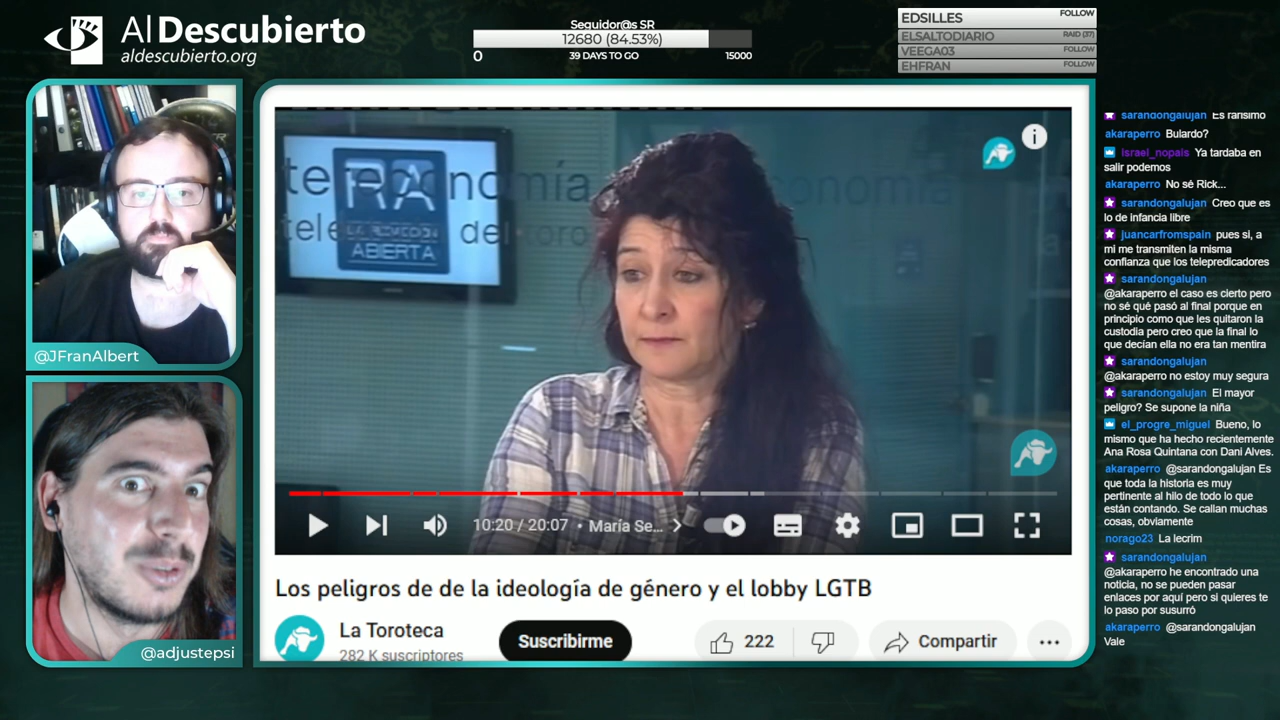 Al Descubierto
aldescubierto.org
Seguidor@s SR
12680 (84.53%)
0
39 DAYS TO GO
15000
EDSILLES FOLLOW
ELSALTODIARIO RAID (37)
VEEGA03 FOLLOW
EHFRAN FOLLOW
@JFranAlbert
@adjustepsi
RA
LA REDACCIÓN
ABIERTA
del toro
10:20 / 20:07 • María Se...
Los peligros de de la ideología de género y el lobby LGTB
La Toroteca
282 K suscriptores
Suscribirme
222
Compartir
sarandongalujan Es rarísimo
akaraperro Bulardo?
israel_nopais Ya tardaba en
salir podemos
akaraperro No sé Rick...
sarandongalujan Creo que es
lo de infancia libre
juancarfromspain pues si, a
mi me transmiten la misma
confianza que los telepredicadores
sarandongalujan
@akaraperro el caso es cierto pero
no sé qué pasó al final porque en
principio como que les quitaron la
custodia pero creo que la final lo
que decían ella no era tan mentira
sarandongalujan
@akaraperro no estoy muy segura
sarandongalujan El mayor
peligro? Se supone la niña
el_progre_miguel Bueno, lo
mismo que ha hecho recientemente
Ana Rosa Quintana con Dani Alves.
akaraperro @sarandongalujan Es
que toda la historia es muy
pertinente al hilo de todo lo que
están contando. Se callan muchas
cosas, obviamente
norago23 La lecrim
sarandongalujan
@akaraperro he encontrado una
noticia, no se pueden pasar
enlaces por aquí pero si quieres te
lo paso por susurró
akaraperro @sarandongalujan
Vale